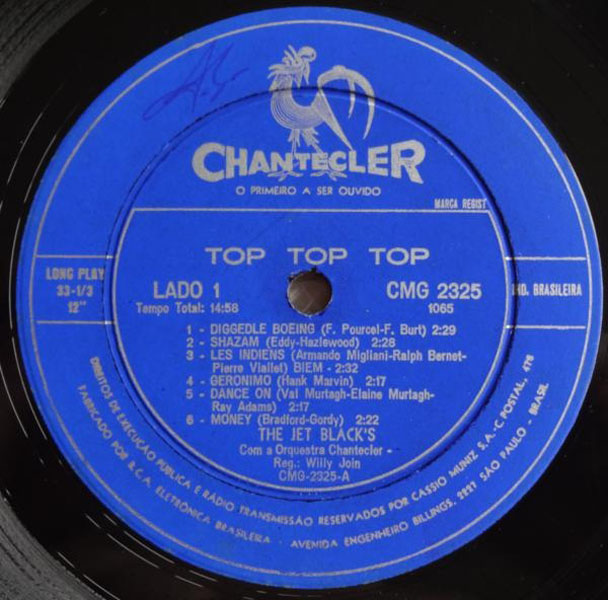 CHANTECLER
O PRIMEIRO A SER OUVIDO
MARCA REGIST
TOP TOP TOP
LONG PLAY
33-1/3
12"
LADO 1
Tempo Total: 14:58
CMG 2325
1065
IND. BRASILEIRA
1 - DIGGEDLE BOEING (F. Pourcel-F. Burt) 2:29
2 - SHAZAM (Eddy-Hazlewood) 2:28
3 - LES INDIENS (Armando Migliani-Ralph Bernet-
Pierre Viallet) BIEM - 2:32
4 - GERONIMO (Hank Marvin) 2:17
5 - DANCE ON (Val Murtagh-Elaine Murtagh-
Ray Adams) 2:17
6 - MONEY (Bradford-Gordy) 2:22
THE JET BLACK'S
Com a Orquestra Chantecler -
Reg.: Willy Join
CMG-2325-A
DIREITOS DE EXECUÇÃO PUBLICA E RÁDIO TRANSMISSÃO RESERVADOS POR CASSIO MUNIZ S.A.-C.POSTAL, 478
FABRICADO POR R.C.A. ELETRÔNICA BRASILEIRA - AVENIDA ENGENHEIRO BILLINGS, 2227 SÃO PAULO - BRASIL